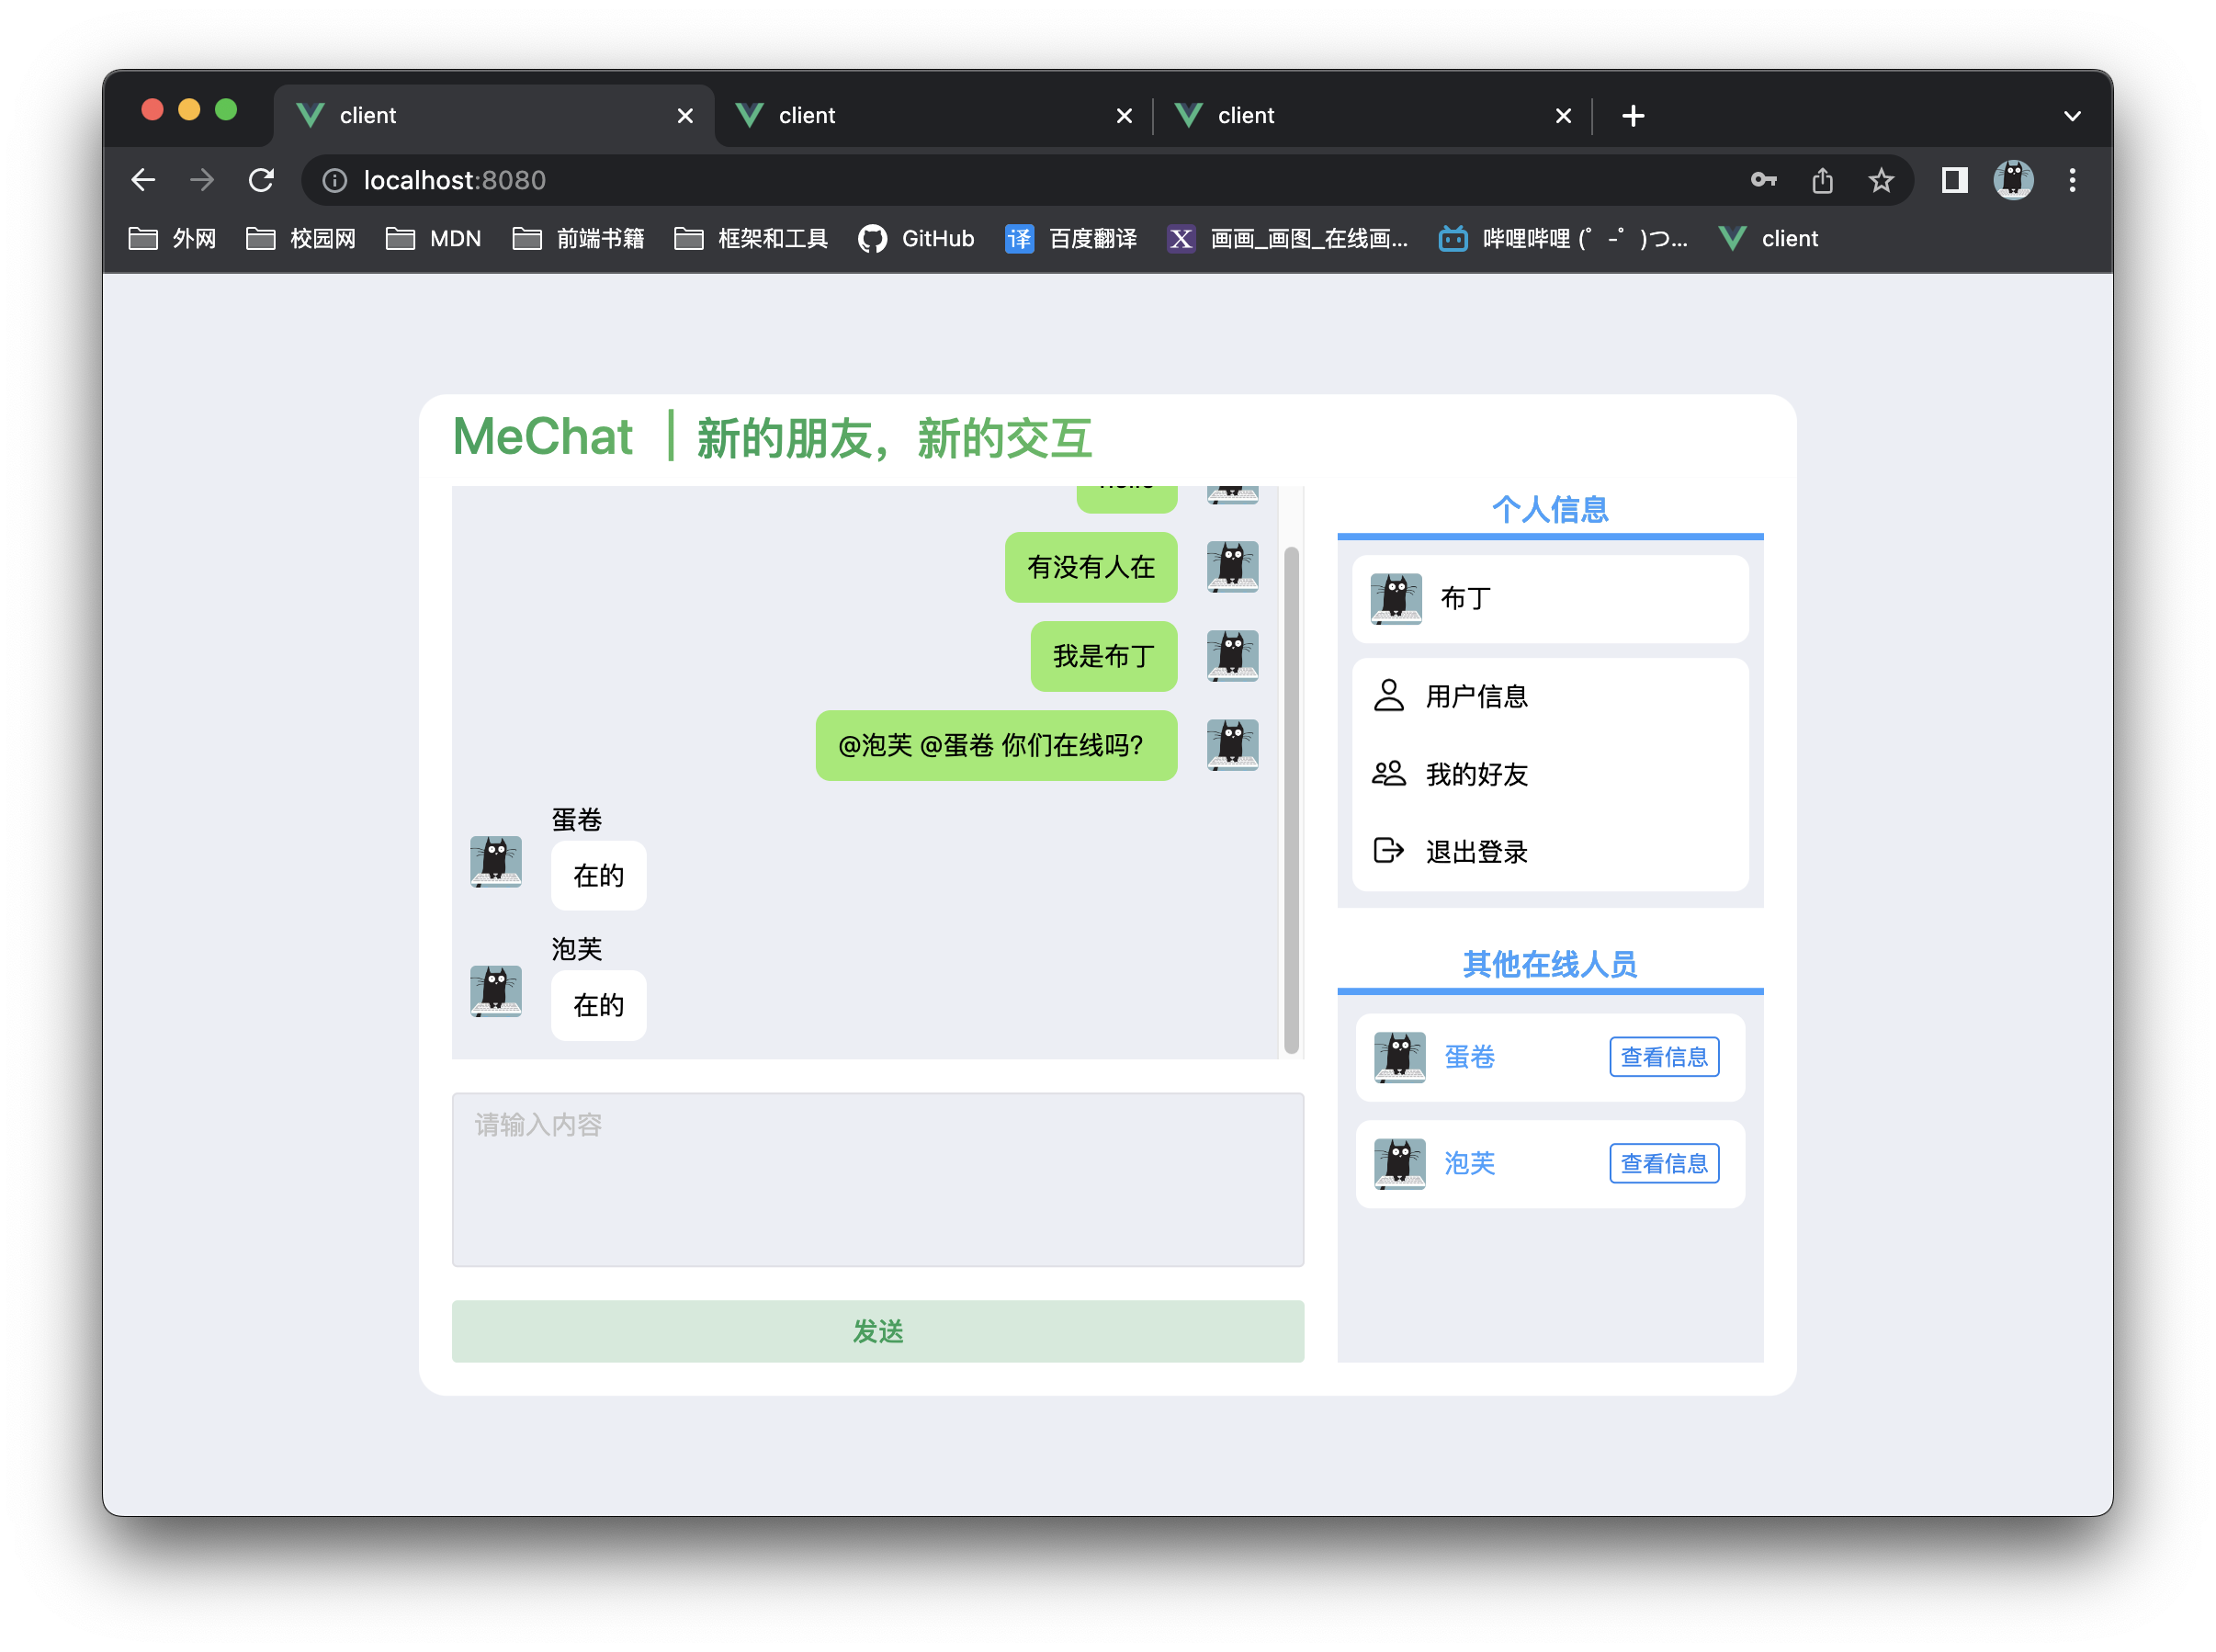 client
client
client
localhost:8080
外网
校园网
MDN
前端书籍
框架和工具
GitHub
译
百度翻译
X
画画_画图_在线画...
哔哩哔哩 (゜-゜)つ...
client
MeChat | 新的朋友，新的交互
有没有人在
我是布丁
@泡芙 @蛋卷 你们在线吗？
蛋卷
在的
泡芙
在的
请输入内容
发送
个人信息
布丁
用户信息
我的好友
退出登录
其他在线人员
蛋卷
查看信息
泡芙
查看信息